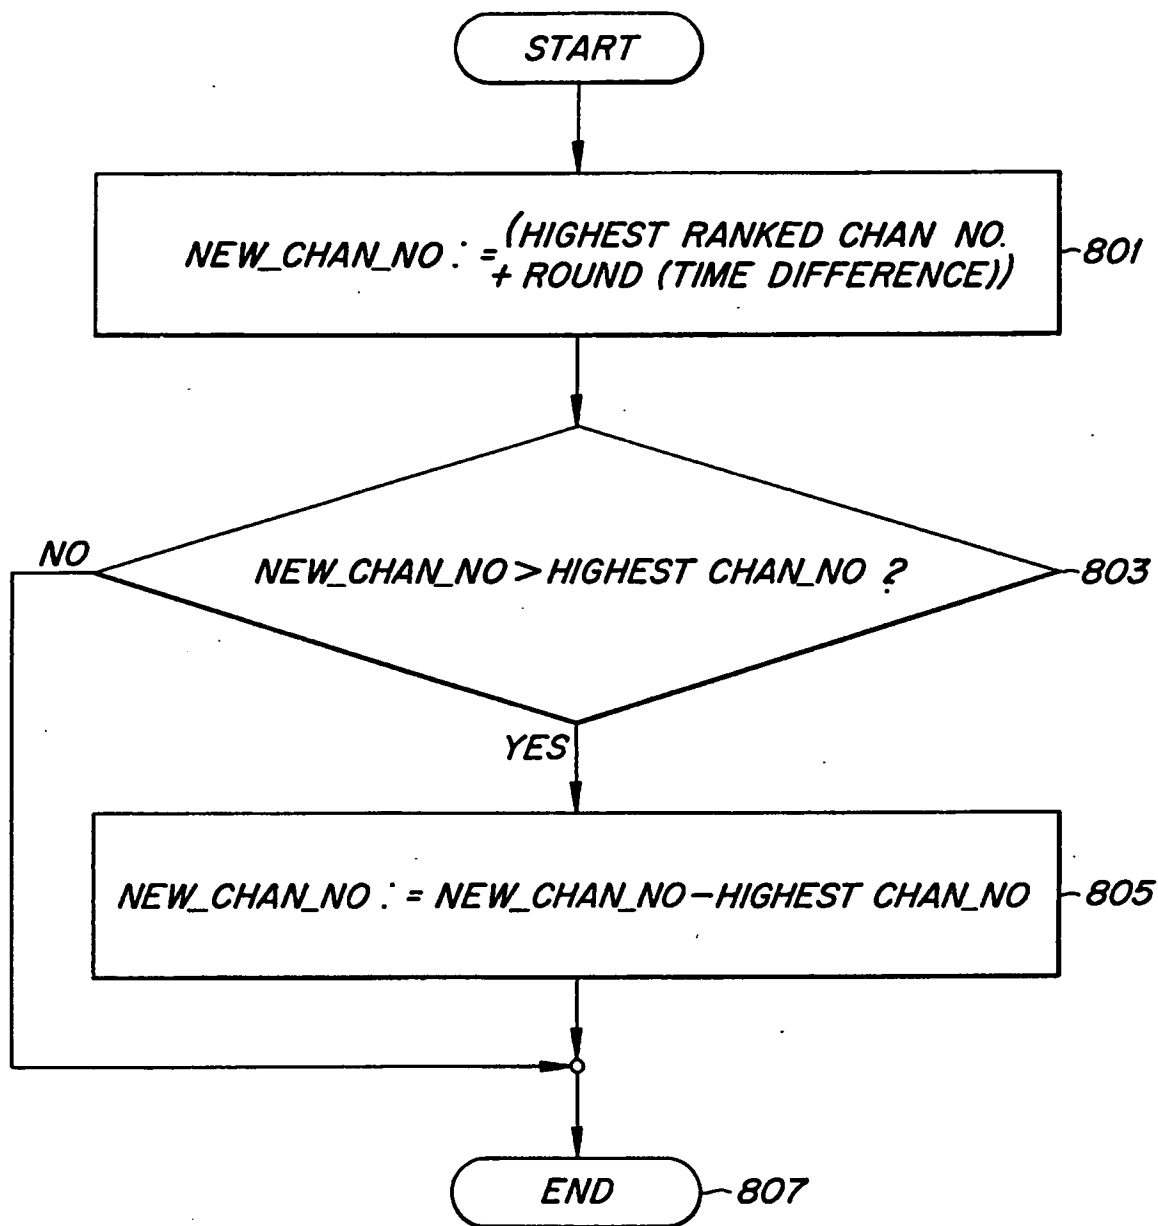 START
NEW_CHAN_NO := (HIGHEST RANKED CHAN NO.
+ ROUND (TIME DIFFERENCE))
801
NO
NEW_CHAN_NO > HIGHEST CHAN_NO ?
803
YES
NEW_CHAN_NO := NEW_CHAN_NO - HIGHEST CHAN_NO
805
END
807